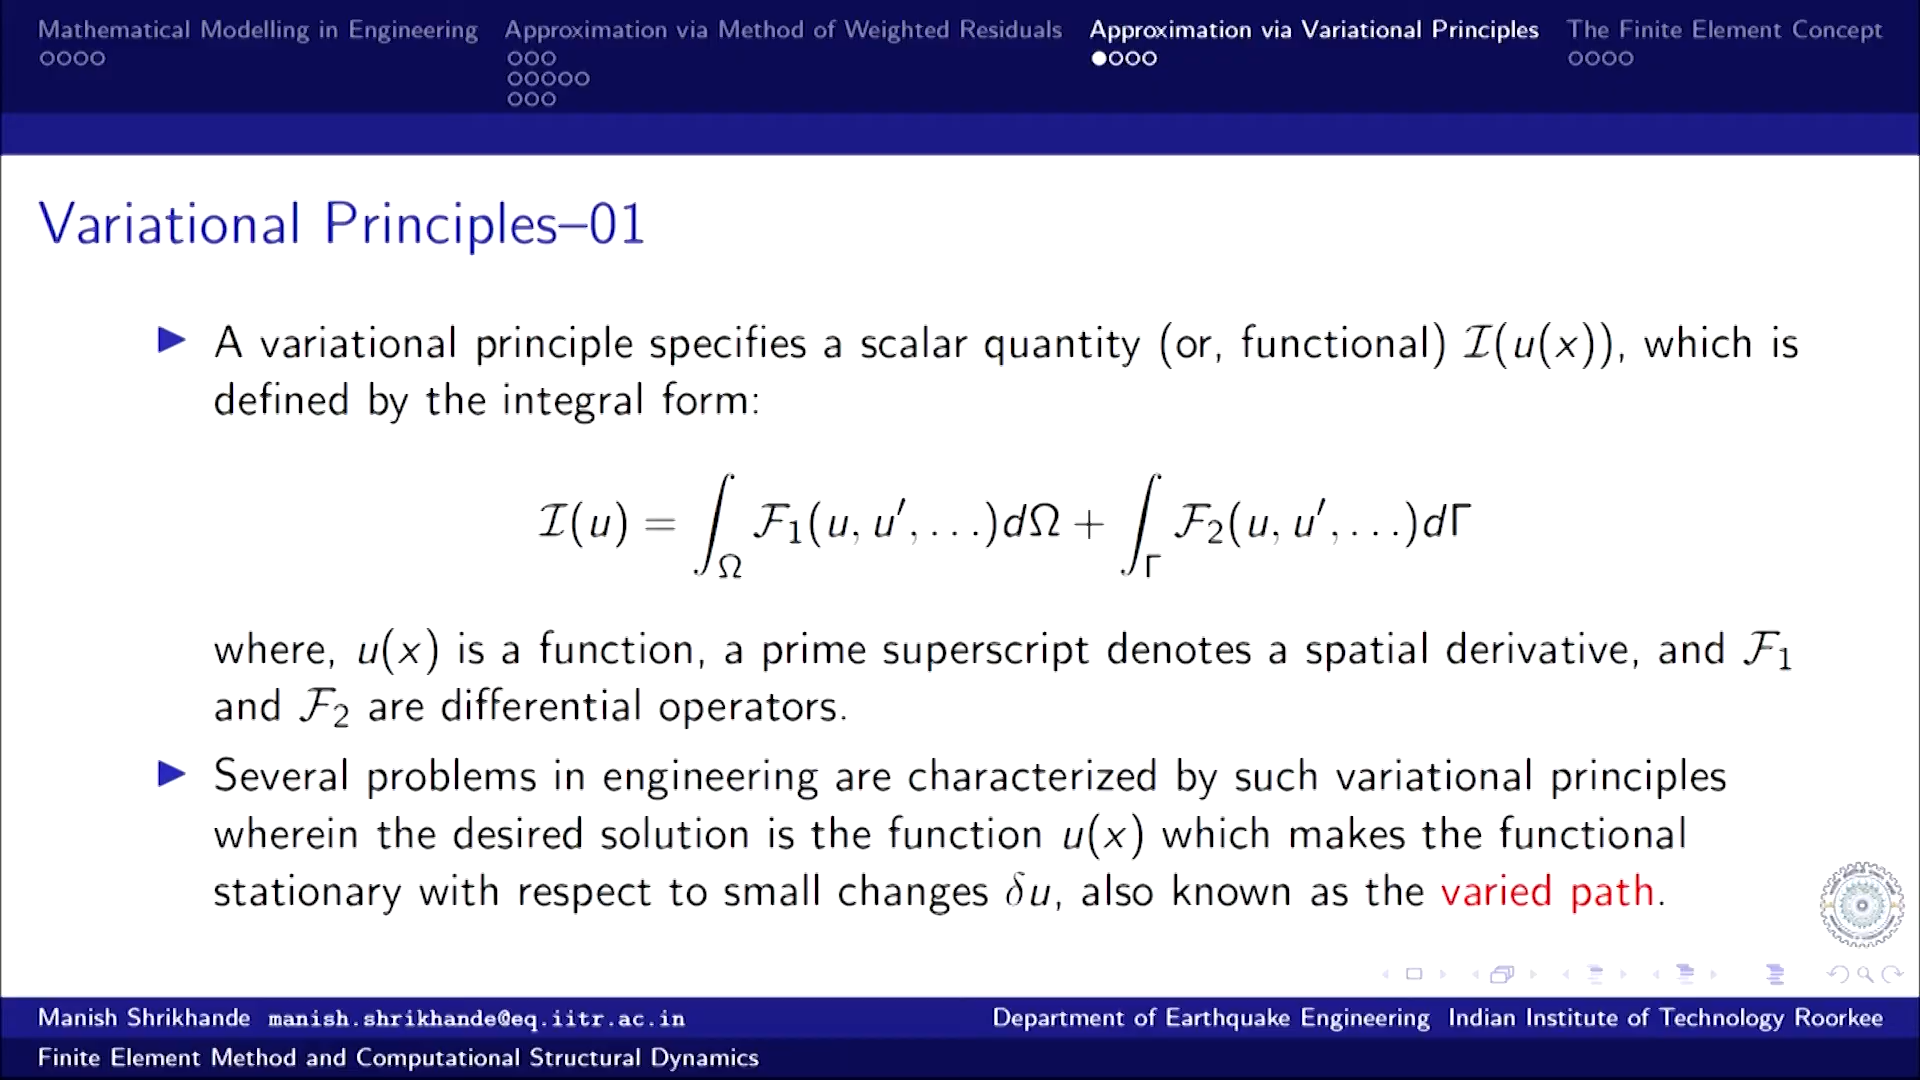 Mathematical Modelling in Engineering Approximation via Method of Weighted Residuals Approximation via Variational Principles The Finite Element Concept
Variational Principles–01
A variational principle specifies a scalar quantity (or, functional) ℐ(u(x)), which is
defined by the integral form:
ℐ(u) = ∫_Ω ℱ₁(u, u′, . . .)dΩ + ∫_Γ ℱ₂(u, u′, . . .)dΓ
where, u(x) is a function, a prime superscript denotes a spatial derivative, and ℱ₁
and ℱ₂ are differential operators.
Several problems in engineering are characterized by such variational principles
wherein the desired solution is the function u(x) which makes the functional
stationary with respect to small changes δu, also known as the varied path.
Manish Shrikhande manish.shrikhande@eq.iitr.ac.in Department of Earthquake Engineering Indian Institute of Technology Roorkee
Finite Element Method and Computational Structural Dynamics